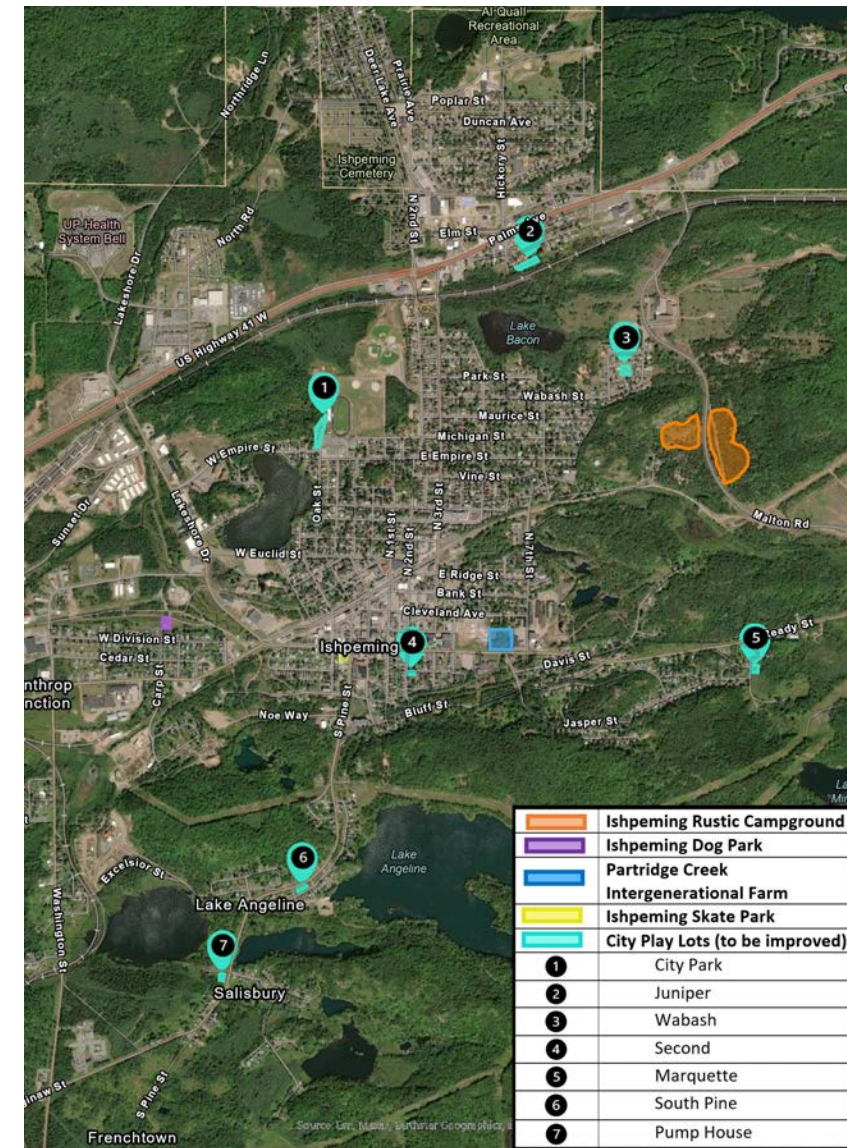 Al Quall
Recreational
Area
Northridge Ln
Prairie Ave
Deer Lake Ave
Poplar St
Duncan Ave
Hickory St
Ishpeming
Cemetery
N 2nd St
UP Health
System Bell
North Rd
Elm St
Lakeshore Dr
2
US Highway 41 W
Lake
Bacon
3
Park St
1
Wabash St
Maurice St
Michigan St
W Empire St
E Empire St
Vine St
Sunset Dr
Lakeshore Dr
Oak St
N 3rd St
N 1st St
N 2nd St
N 7th St
Malton Rd
W Euclid St
E Ridge St
Bank St
Cleveland Ave
W Division St
Cedar St
Ishpeming
4
5
Davis St
Carp St
Noe Way
S Pine St
Bluff St
Jasper St
Lake
Angeline
6
Excelsior St
Lake Angeline
Washington St
7
Salisbury
S Pine St
Frenchtown
Ishpeming Rustic Campground
Ishpeming Dog Park
Partridge Creek
Intergenerational Farm
Ishpeming Skate Park
City Play Lots (to be improved)
1 City Park
2 Juniper
3 Wabash
4 Second
5 Marquette
6 South Pine
7 Pump House